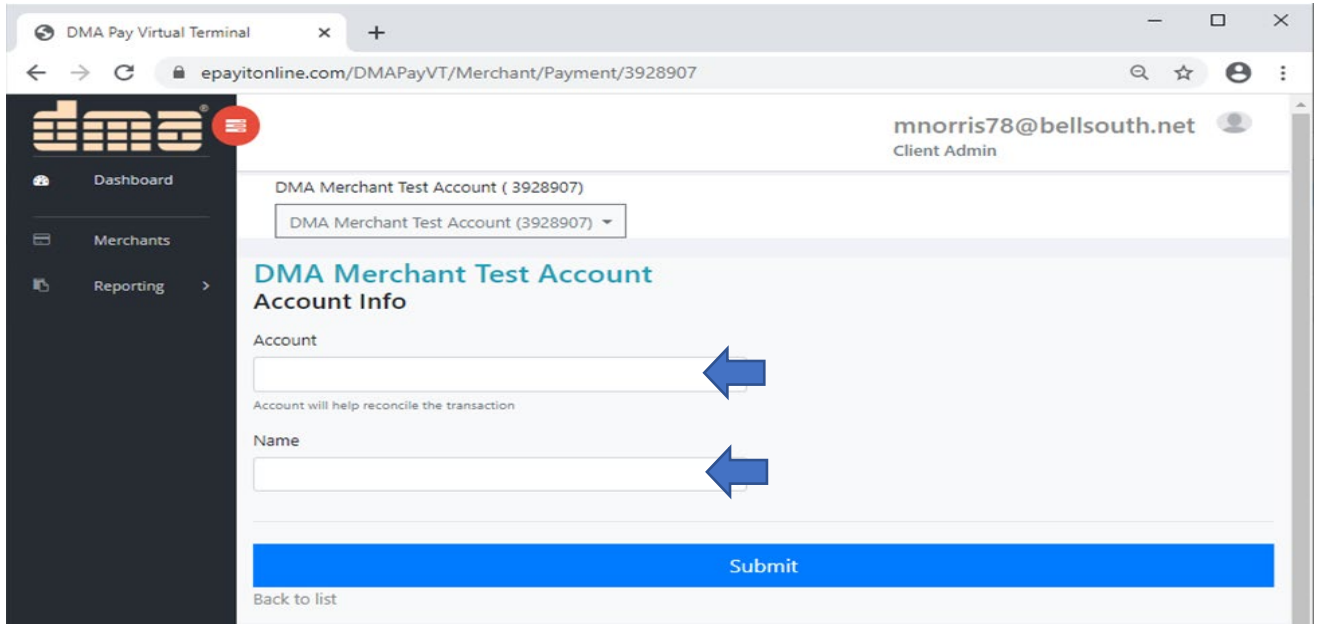 DMA Pay Virtual Terminal
epayitonline.com/DMAPayVT/Merchant/Payment/3928907
dma®
mnorris78@bellsouth.net
Client Admin
Dashboard
DMA Merchant Test Account ( 3928907)
DMA Merchant Test Account (3928907)
Merchants
Reporting
DMA Merchant Test Account
Account Info
Account
Account will help reconcile the transaction
Name
Submit
Back to list